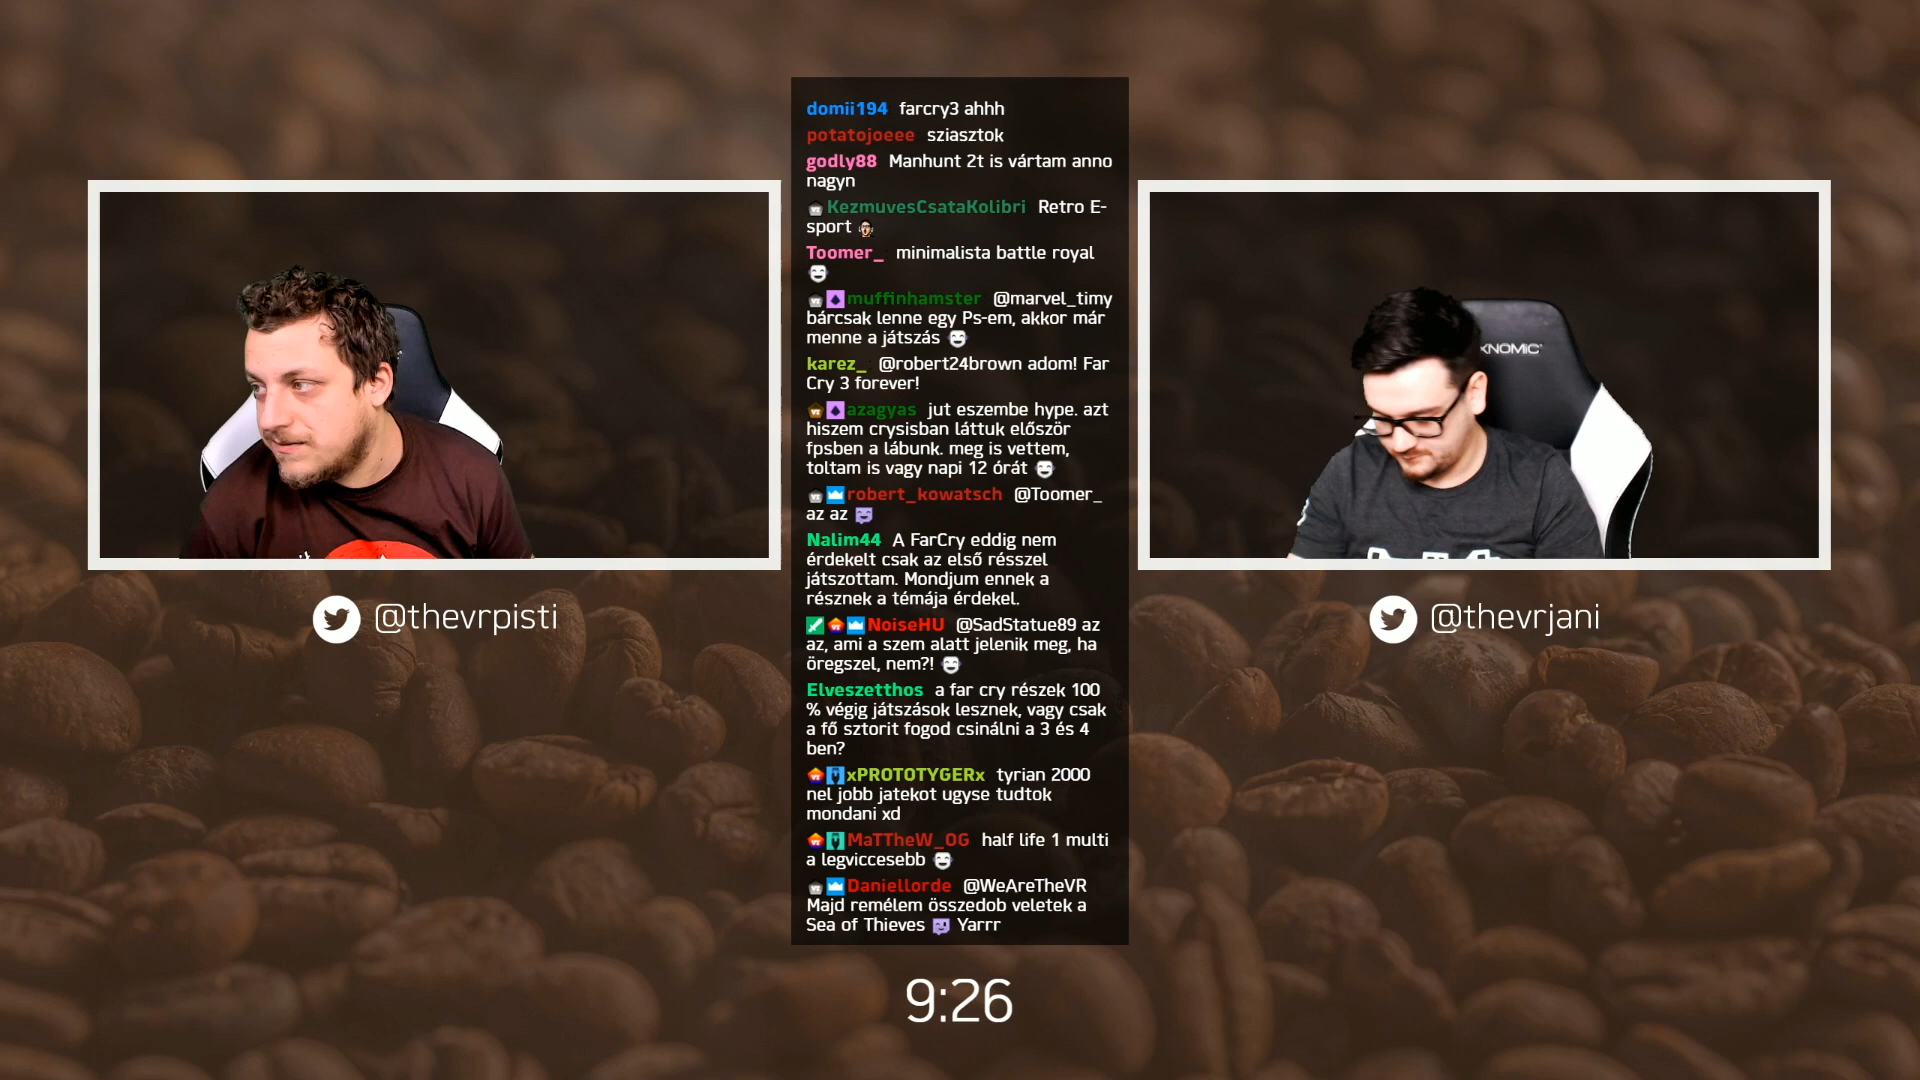 domii194 farcry3 ahhh
potatojoeee sziasztok
godly88 Manhunt 2t is vártam anno
nagyn
KezmuvesCsataKolibri Retro E-
sport
Toomer_ minimalista battle royal
muffinhamster @marvel_timy
bárcsak lenne egy Ps-em, akkor már
menne a játszás
karez_ @robert24brown adom! Far
Cry 3 forever!
azagyas jut eszembe hype. azt
hiszem crysisban láttuk először
fpsben a lábunk. meg is vettem,
toltam is vagy napi 12 órát
robert_kowatsch @Toomer_
az az
Nalim44 A FarCry eddig nem
érdekelt csak az első résszel
játszottam. Mondjum ennek a
résznek a témája érdekel.
NoiseHU @SadStatue89 az
az, ami a szem alatt jelenik meg, ha
öregszel, nem?!
Elveszetthos a far cry részek 100
% végig játszások lesznek, vagy csak
a fő sztorit fogod csinálni a 3 és 4
ben?
xPROTOTYGERx tyrian 2000
nel jobb jatekot ugyse tudtok
mondani xd
MaTTheW_OG half life 1 multi
a legviccesebb
Daniellorde @WeAreTheVR
Majd remélem összedob veletek a
Sea of Thieves Yarrr
@thevrpisti
@thevrjani
9:26